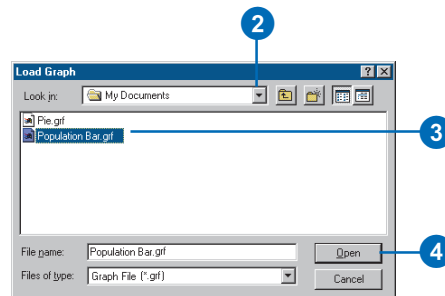 2
Load Graph
Look in: My Documents
Pie.grf
Population Bar.grf
3
File name: Population Bar.grf Open
4
Files of type: Graph File (*.grf) Cancel